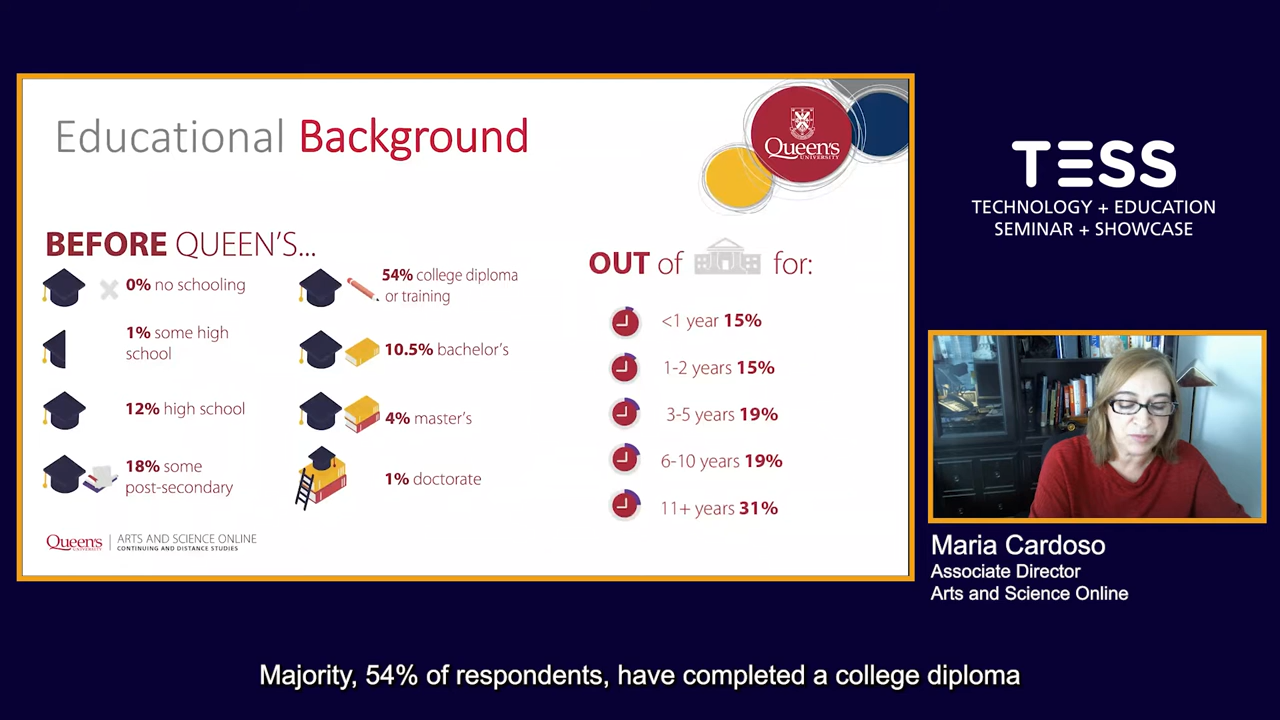 Educational Background
Queen's
UNIVERSITY
BEFORE QUEEN'S...
0% no schooling
1% some high
school
12% high school
18% some
post-secondary
54% college diploma
or training
10.5% bachelor's
4% master's
1% doctorate
OUT of for:
<1 year 15%
1-2 years 15%
3-5 years 19%
6-10 years 19%
11+ years 31%
Queen's
UNIVERSITY
ARTS AND SCIENCE ONLINE
CONTINUING AND DISTANCE STUDIES
TESS
TECHNOLOGY + EDUCATION
SEMINAR + SHOWCASE
Maria Cardoso
Associate Director
Arts and Science Online
Majority, 54% of respondents, have completed a college diploma